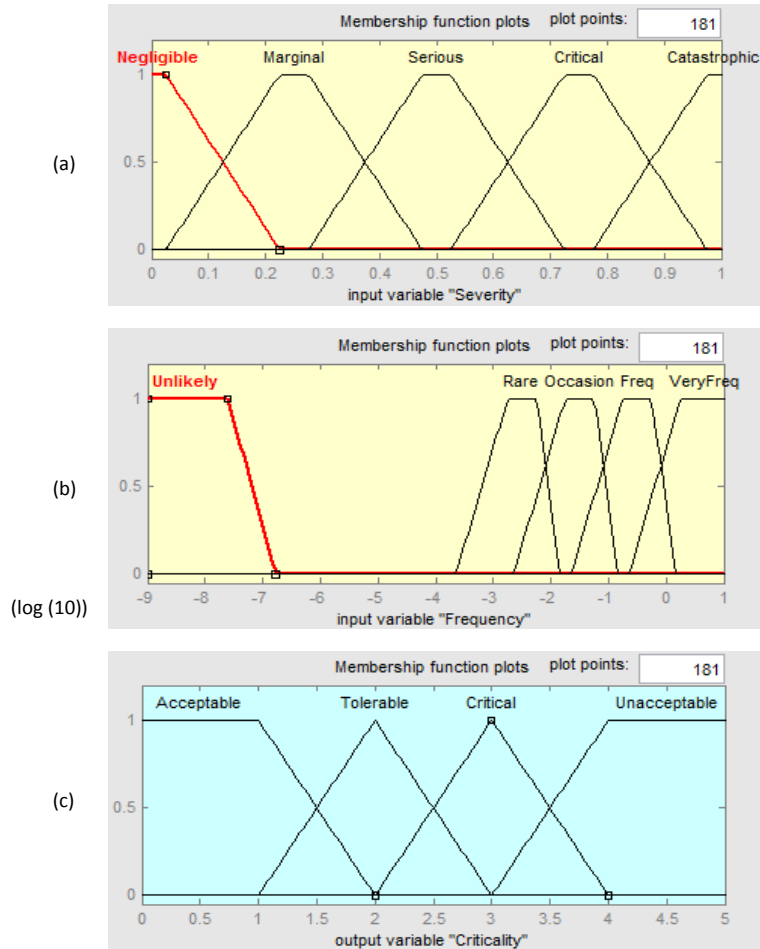 Membership function plots plot points: 181
Negligible Marginal Serious Critical Catastrophic
1
(a)
0.5
0
0 0.1 0.2 0.3 0.4 0.5 0.6 0.7 0.8 0.9 1
input variable "Severity"
Membership function plots plot points: 181
Unlikely Rare Occasion Freq VeryFreq
1
(b)
0.5
0
-9 -8 -7 -6 -5 -4 -3 -2 -1 0 1
(log (10))
input variable "Frequency"
Membership function plots plot points: 181
Acceptable Tolerable Critical Unacceptable
1
(c)
0.5
0
0 0.5 1 1.5 2 2.5 3 3.5 4 4.5 5
output variable "Criticality"